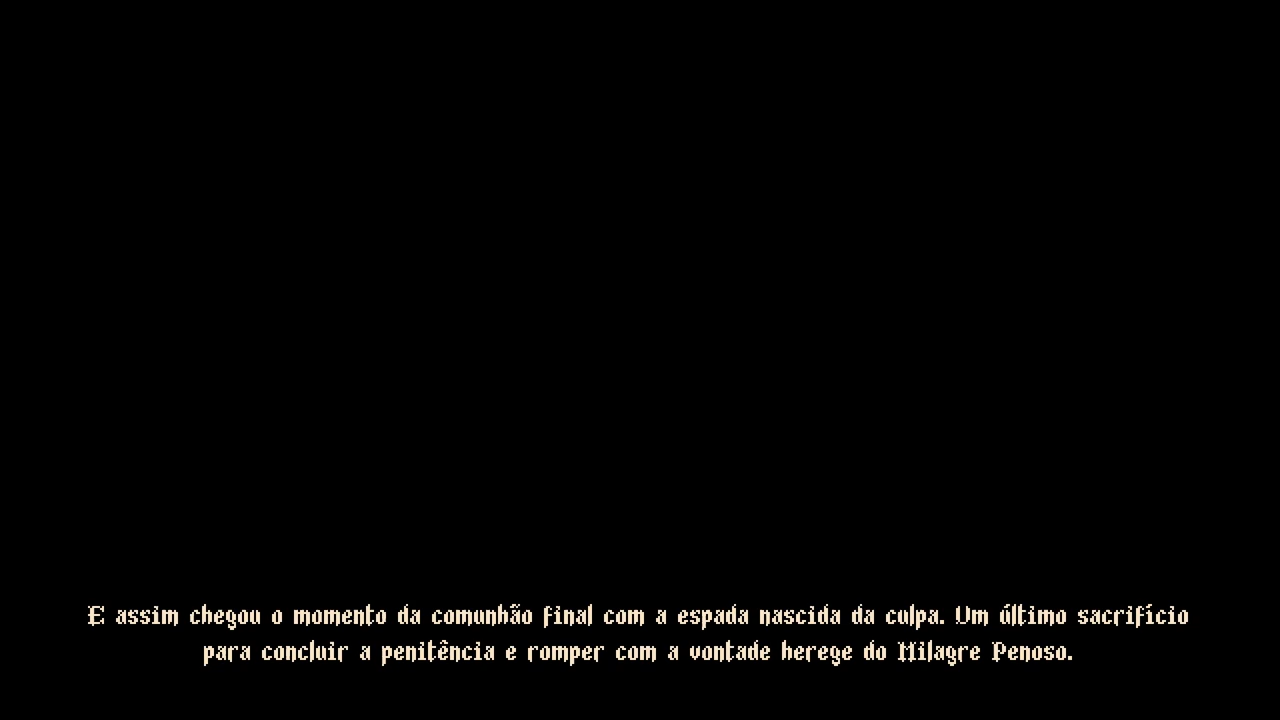 E assim chegou o momento da comunhão final com a espada nascida da culpa. Um último sacrifício
para concluir a penitência e romper com a vontade herege do Milagre Penoso.